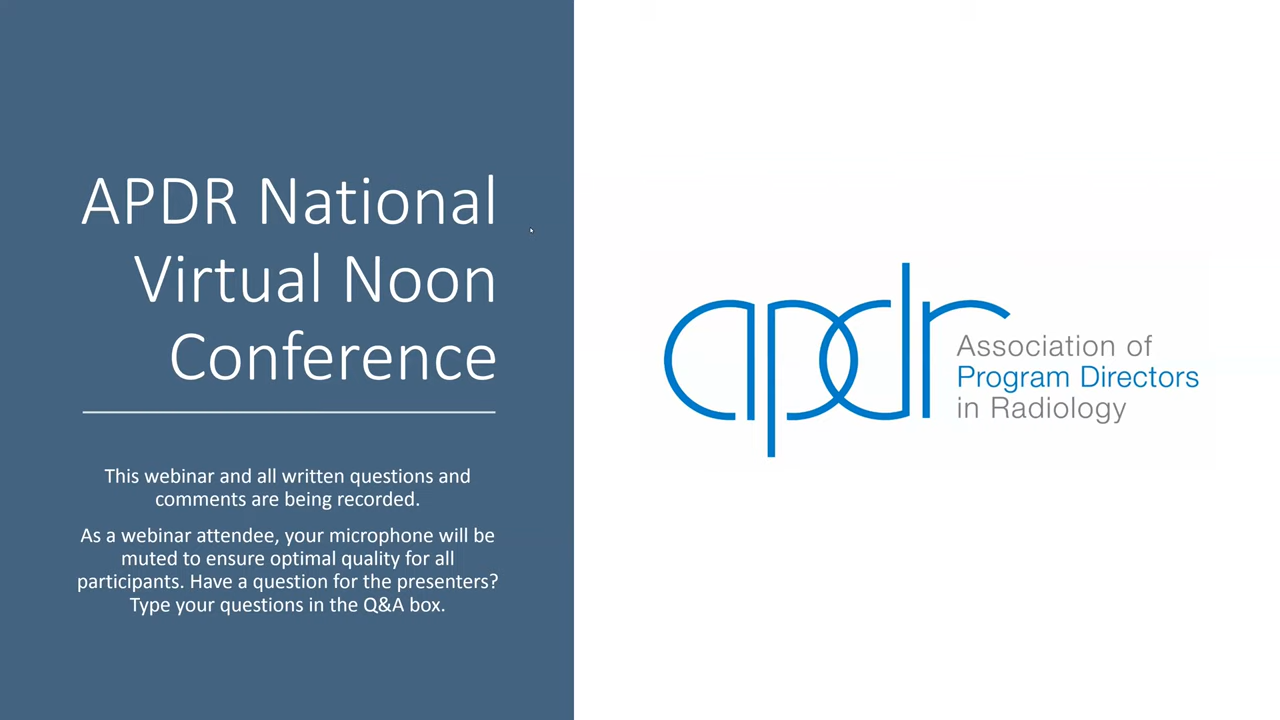 APDR National
Virtual Noon
Conference
This webinar and all written questions and
comments are being recorded.
As a webinar attendee, your microphone will be
muted to ensure optimal quality for all
participants. Have a question for the presenters?
Type your questions in the Q&A box.
apdr
Association of
Program Directors
in Radiology